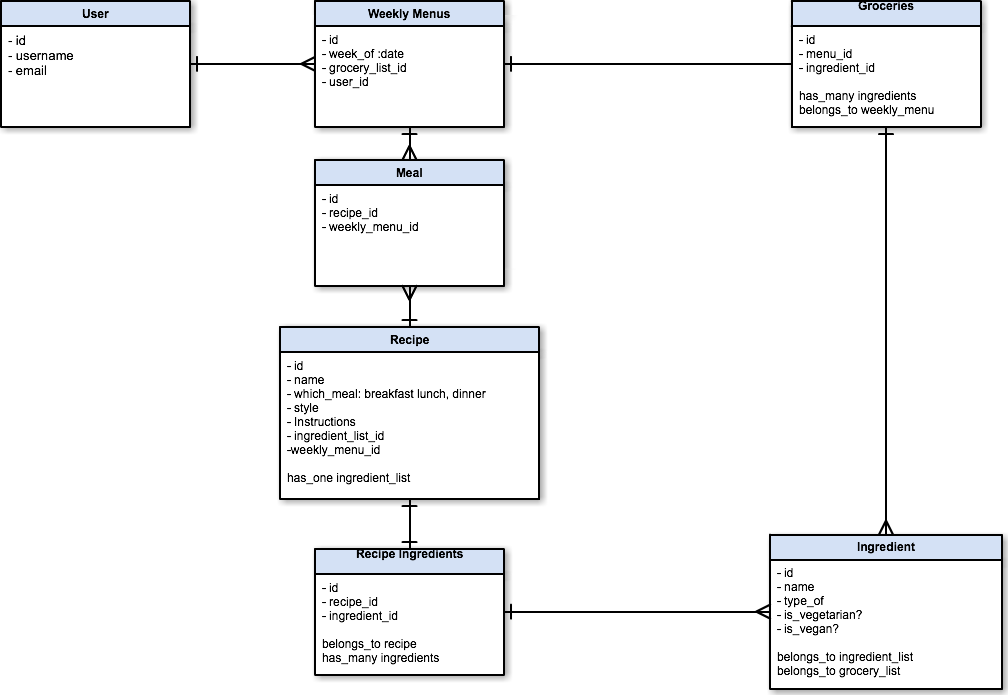 User
- id
- username
- email
Weekly Menus
- id
- week_of :date
- grocery_list_id
- user_id
Groceries
- id
- menu_id
- ingredient_id
has_many ingredients
belongs_to weekly_menu
Meal
- id
- recipe_id
- weekly_menu_id
Recipe
- id
- name
- which_meal: breakfast lunch, dinner
- style
- Instructions
- ingredient_list_id
-weekly_menu_id
has_one ingredient_list
Recipe Ingredients
- id
- recipe_id
- ingredient_id
belongs_to recipe
has_many ingredients
Ingredient
- id
- name
- type_of
- is_vegetarian?
- is_vegan?
belongs_to ingredient_list
belongs_to grocery_list